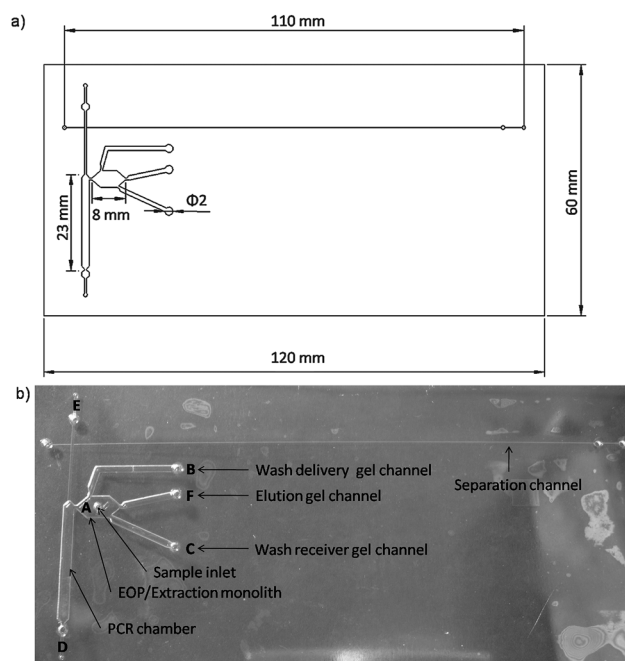 a)
110 mm
60 mm
23 mm
8 mm
Φ2
120 mm
b)
E
B
Wash delivery gel channel
F
Elution gel channel
Separation channel
A
C
Wash receiver gel channel
Sample inlet
EOP/Extraction monolith
PCR chamber
D